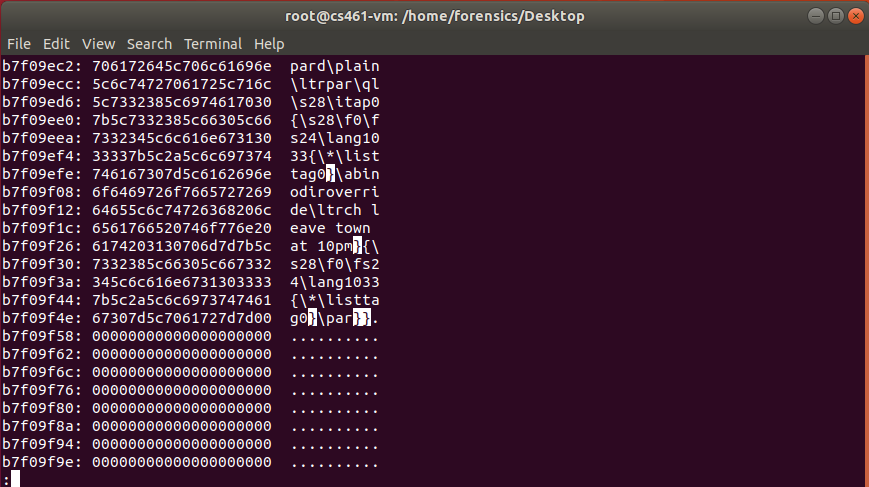 root@cs461-vm: /home/forensics/Desktop
File Edit View Search Terminal Help
b7f09ec2: 706172645c706c61696e  pard\plain
b7f09ecc: 5c6c74727061725c716c  \ltrpar\ql
b7f09ed6: 5c7332385c6974617030  \s28\itap0
b7f09ee0: 7b5c7332385c66305c66  {\s28\f0\f
b7f09eea: 7332345c6c616e673130  s24\lang10
b7f09ef4: 33337b5c2a5c6c697374  33{\*\list
b7f09efe: 746167307d5c6162696e  tag0}\abin
b7f09f08: 6f6469726f7665727269  odiroverri
b7f09f12: 64655c6c74726368206c  de\ltrch l
b7f09f1c: 6561766520746f776e20  eave town
b7f09f26: 6174203130706d7d7b5c  at 10pm}{\
b7f09f30: 7332385c66305c667332  s28\f0\fs2
b7f09f3a: 345c6c616e6731303333  4\lang1033
b7f09f44: 7b5c2a5c6c6973747461  {\*\listta
b7f09f4e: 67307d5c7061727d7d00  g0}\par}}.
b7f09f58: 00000000000000000000  ..........
b7f09f62: 00000000000000000000  ..........
b7f09f6c: 00000000000000000000  ..........
b7f09f76: 00000000000000000000  ..........
b7f09f80: 00000000000000000000  ..........
b7f09f8a: 00000000000000000000  ..........
b7f09f94: 00000000000000000000  ..........
b7f09f9e: 00000000000000000000  ..........
: